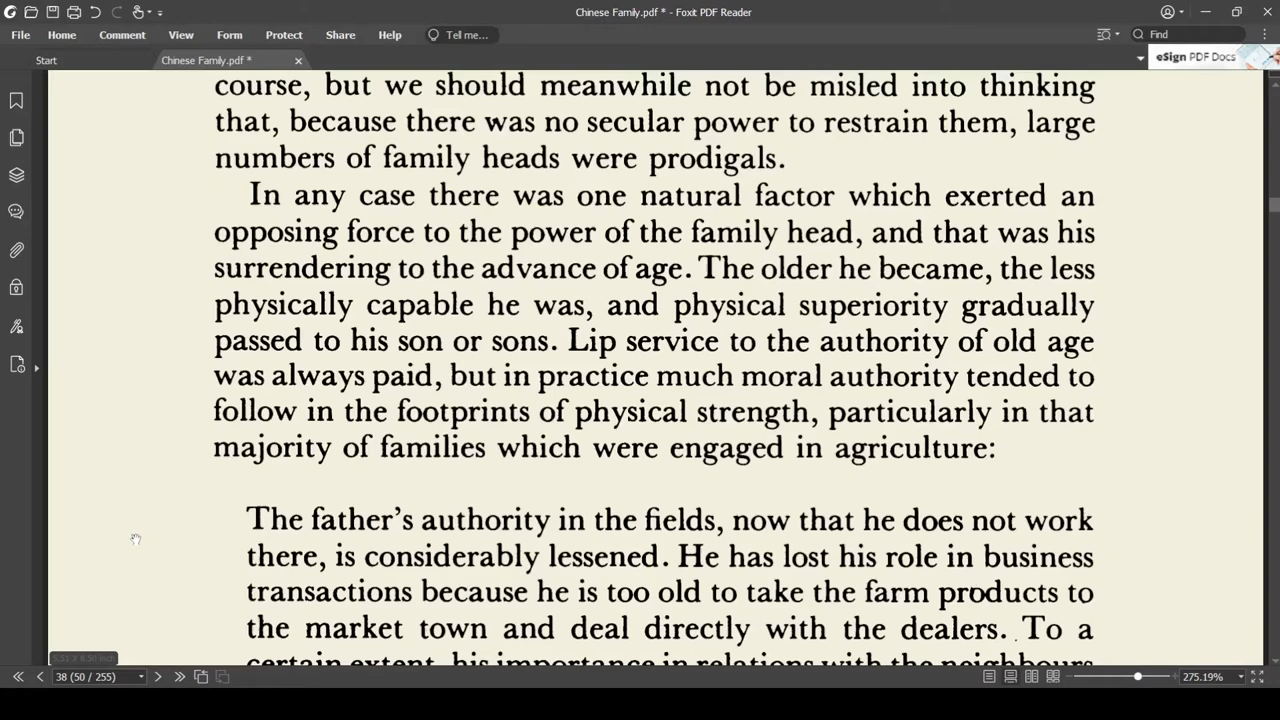 Chinese Family.pdf * - Foxit PDF Reader
File Home Comment View Form Protect Share Help Tell me... Find
Start Chinese Family.pdf * eSign PDF Docs
course, but we should meanwhile not be misled into thinking
that, because there was no secular power to restrain them, large
numbers of family heads were prodigals.
In any case there was one natural factor which exerted an
opposing force to the power of the family head, and that was his
surrendering to the advance of age. The older he became, the less
physically capable he was, and physical superiority gradually
passed to his son or sons. Lip service to the authority of old age
was always paid, but in practice much moral authority tended to
follow in the footprints of physical strength, particularly in that
majority of families which were engaged in agriculture:
The father's authority in the fields, now that he does not work
there, is considerably lessened. He has lost his role in business
transactions because he is too old to take the farm products to
the market town and deal directly with the dealers. To a
certain extent, his importance in relations with the neighbours
38 (50 / 255) 275.19%